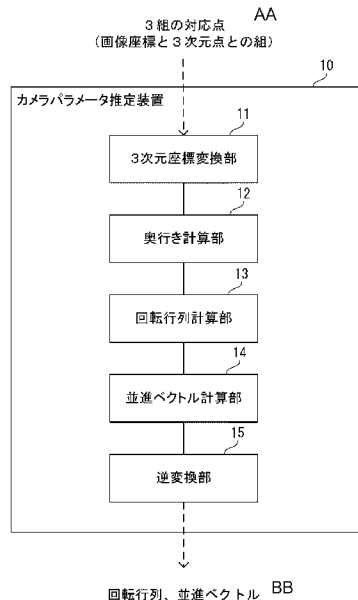 3組の対応点 AA
(画像座標と3次元点との組)
10
カメラパラメータ推定装置
11
3次元座標変換部
12
奥行き計算部
13
回転行列計算部
14
並進ベクトル計算部
15
逆変換部
回転行列、並進ベクトル BB